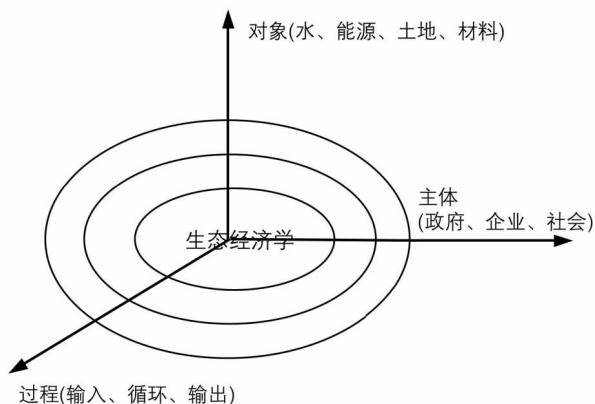 对象(水、能源、土地、材料)
主体
(政府、企业、社会)
生态经济学
过程(输入、循环、输出)